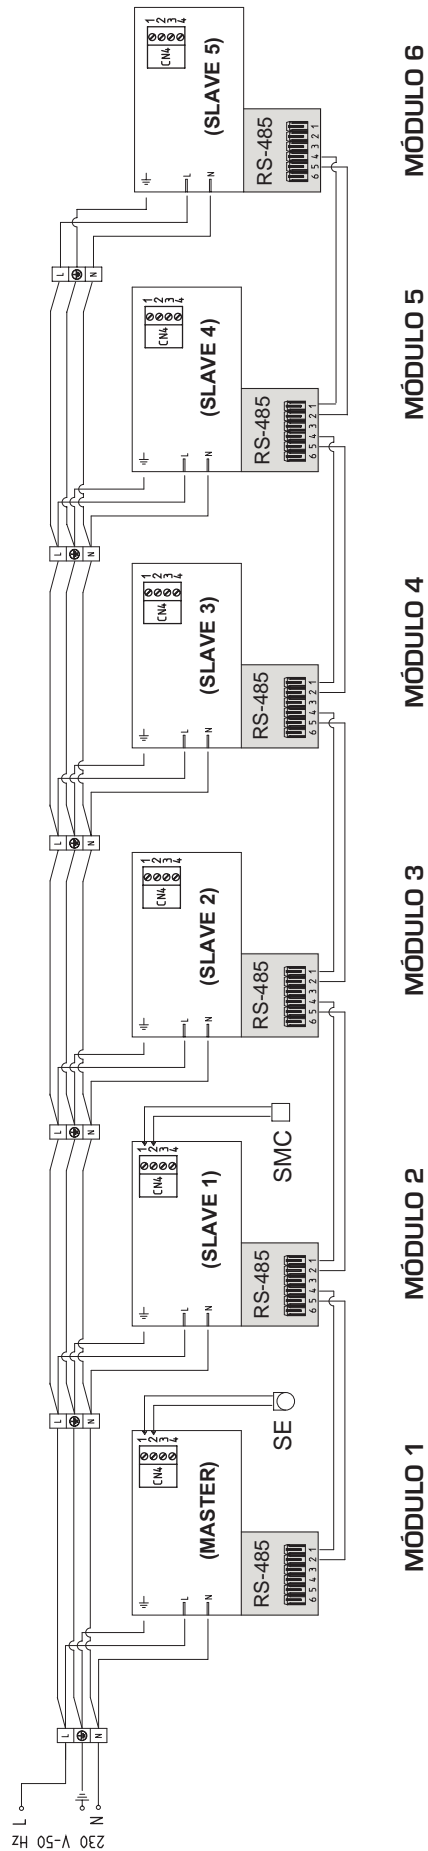 230 V-50 Hz
L
N
L
N
L
N
1
2
3
4
CN4
(MASTER)
L
N
SE
RS-485
6 5 4 3 2 1
MÓDULO 1
L
N
1
2
3
4
CN4
(SLAVE 1)
L
N
SMC
RS-485
6 5 4 3 2 1
MÓDULO 2
L
N
1
2
3
4
CN4
(SLAVE 2)
L
N
RS-485
6 5 4 3 2 1
MÓDULO 3
L
N
1
2
3
4
CN4
(SLAVE 3)
L
N
RS-485
6 5 4 3 2 1
MÓDULO 4
L
N
1
2
3
4
CN4
(SLAVE 4)
L
N
RS-485
6 5 4 3 2 1
MÓDULO 5
L
N
1
2
3
4
CN4
(SLAVE 5)
L
N
RS-485
6 5 4 3 2 1
MÓDULO 6